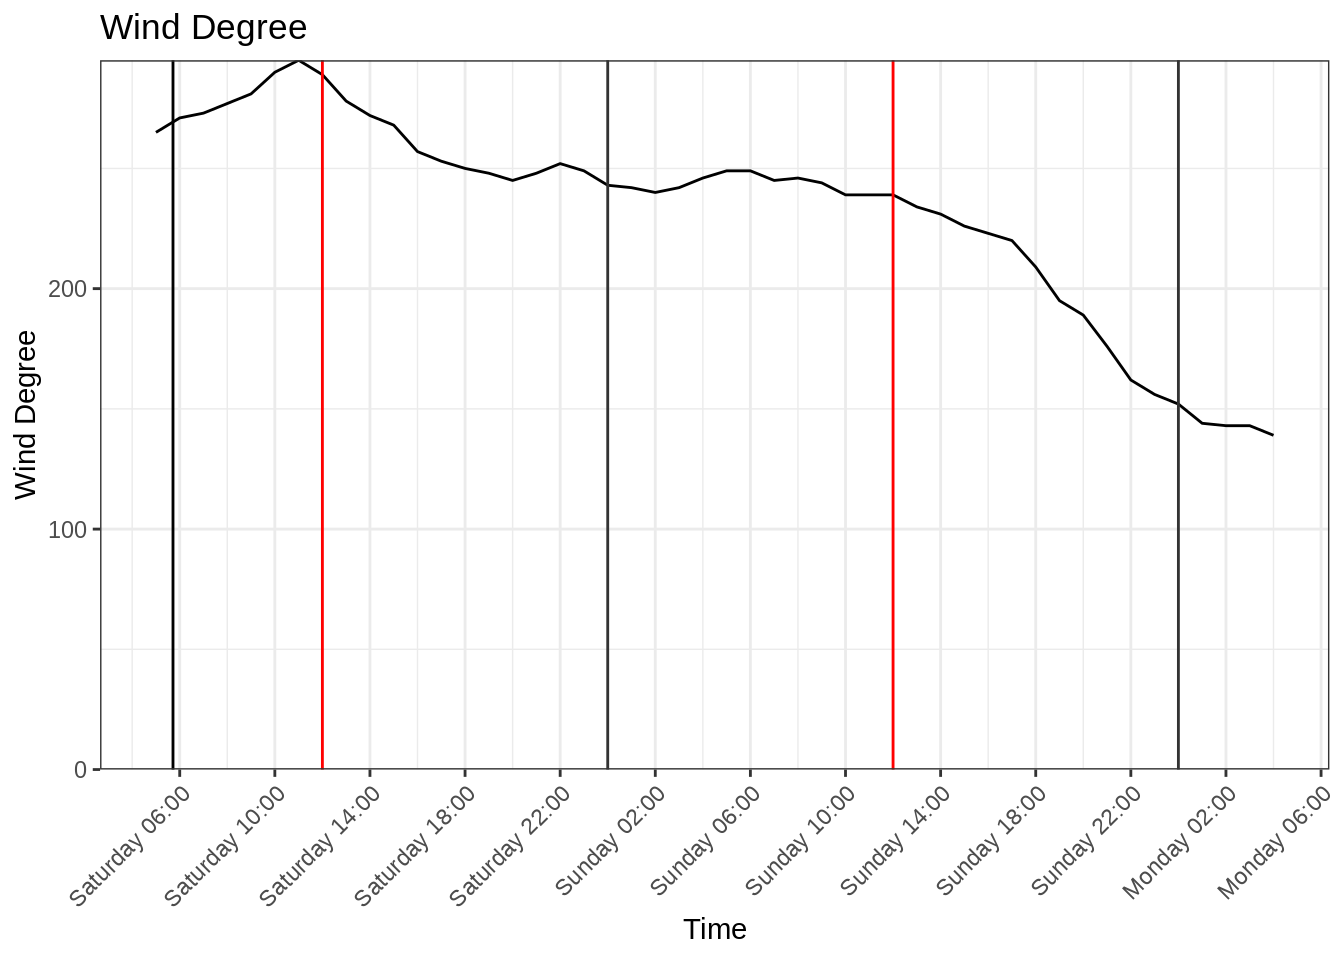 Wind Degree
Wind Degree
200
100
0
Saturday 06:00
Saturday 10:00
Saturday 14:00
Saturday 18:00
Saturday 22:00
Sunday 02:00
Sunday 06:00
Sunday 10:00
Sunday 14:00
Sunday 18:00
Sunday 22:00
Monday 02:00
Monday 06:00
Time